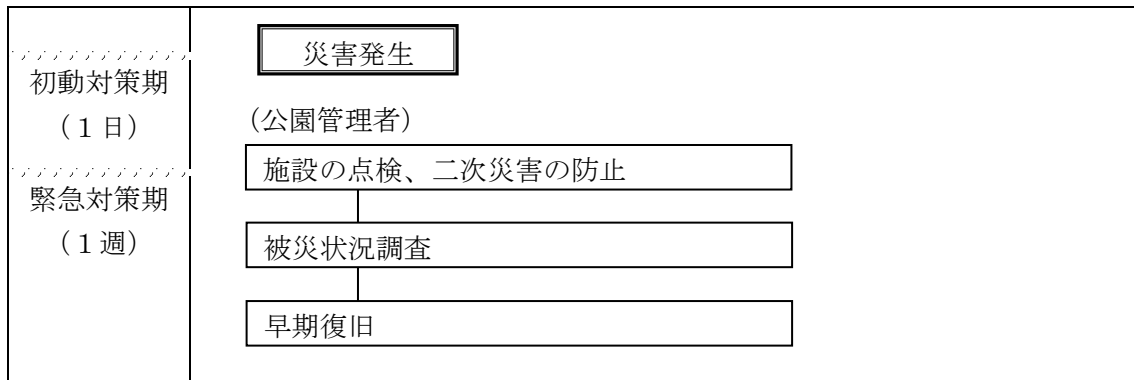 災害発生
初動対策期
（１日）
（公園管理者）
施設の点検、二次災害の防止
緊急対策期
（１週）
被災状況調査
早期復旧